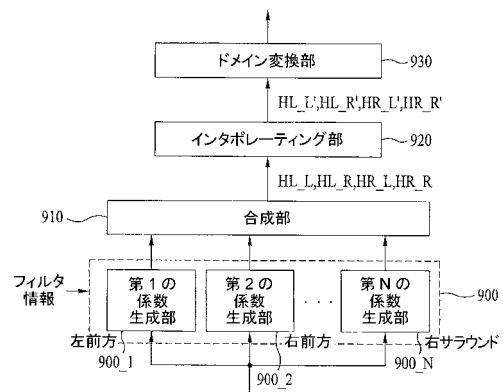 ドメイン変換部
930
HL_L',HL_R',HR_L',HR_R'
インタポレーティング部
920
HL_L,HL_R,HR_L,HR_R
910
合成部
フィルタ
情報
第1の
係数
生成部
第2の
係数
生成部
· · ·
第Nの
係数
生成部
900
左前方
右前方
右サラウンド
900_1
900_2
900_N